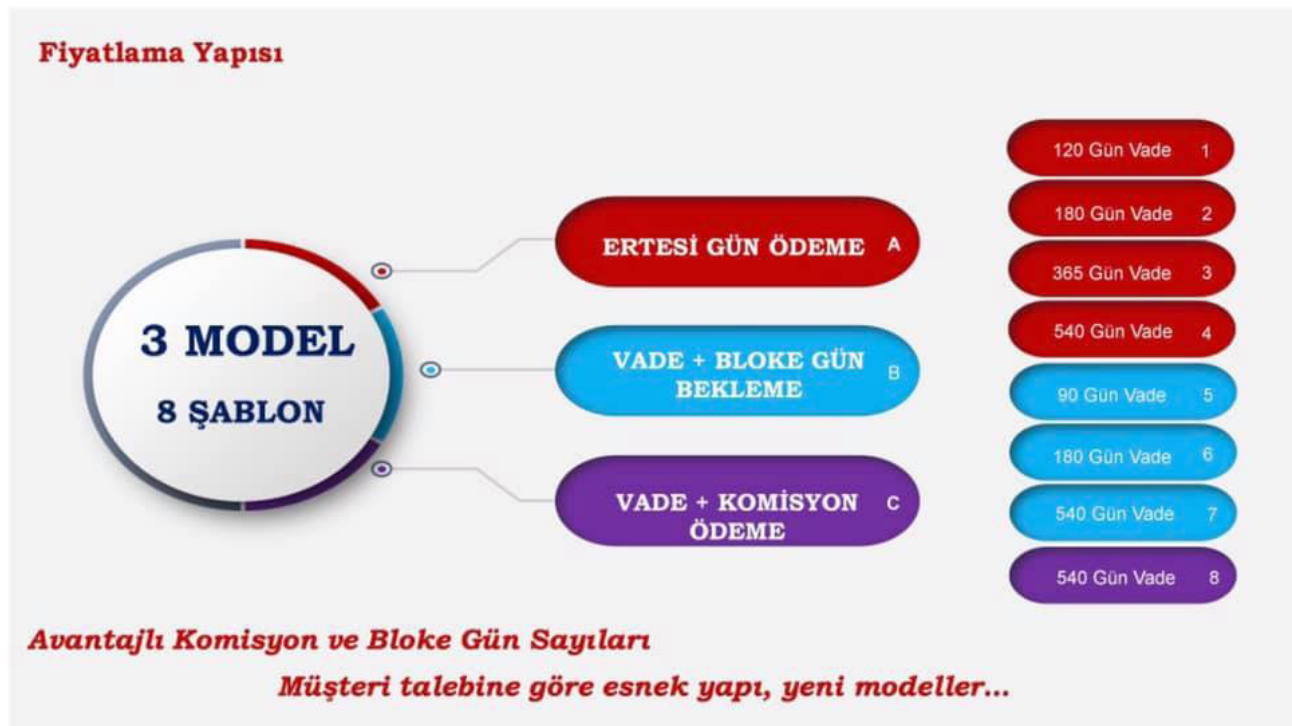 Fiyatlama Yapısı
3 MODEL
8 ŞABLON
ERTESİ GÜN ÖDEME A
VADE + BLOKE GÜN B
BEKLEME
VADE + KOMİSYON C
ÖDEME
120 Gün Vade 1
180 Gün Vade 2
365 Gün Vade 3
540 Gün Vade 4
90 Gün Vade 5
180 Gün Vade 6
540 Gün Vade 7
540 Gün Vade 8
Avantajlı Komisyon ve Bloke Gün Sayıları
Müşteri talebine göre esnek yapı, yeni modeller...